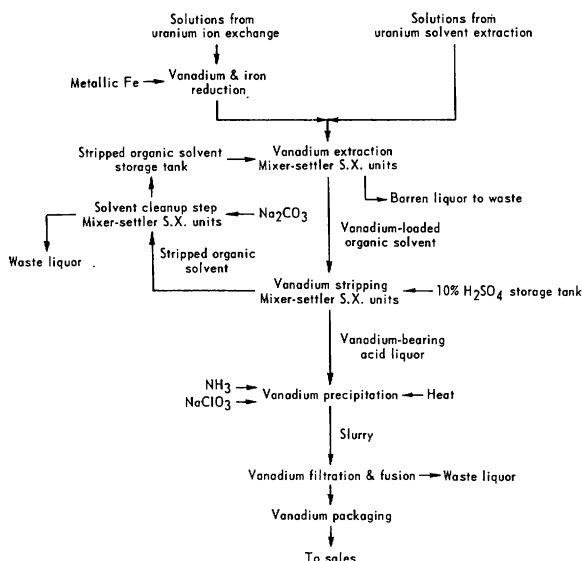 Solutions from
uranium ion exchange
Solutions from
uranium solvent extraction
Metallic Fe
Vanadium & iron
reduction
Stripped organic solvent
storage tank
Vanadium extraction
Mixer-settler S.X. units
Barren liquor to waste
Solvent cleanup step
Mixer-settler S.X. units
Na2CO3
Vanadium-loaded
organic solvent
Waste liquor
Stripped organic
solvent
Vanadium stripping
Mixer-settler S.X. units
10% H2SO4 storage tank
Vanadium-bearing
acid liquor
NH3
NaClO3
Vanadium precipitation
Heat
Slurry
Vanadium filtration & fusion
Waste liquor
Vanadium packaging
To sales